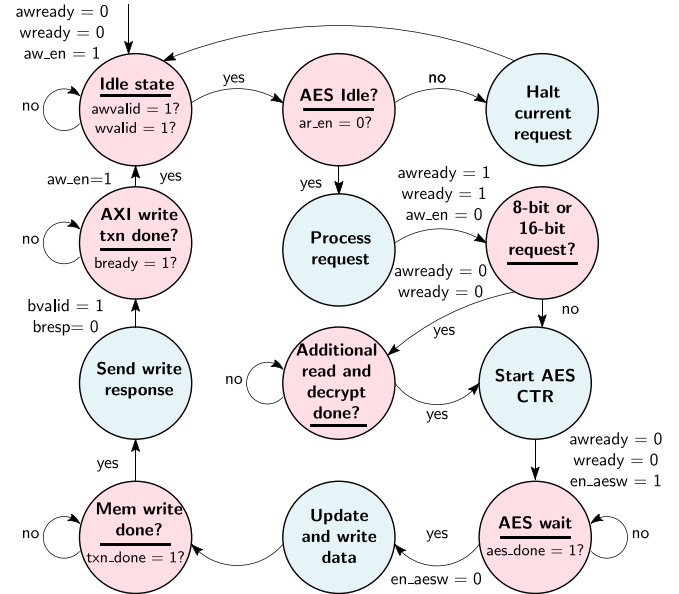 awready = 0
wready = 0
aw_en = 1
Idle state
awvalid = 1?
wvalid = 1?
no
yes
AES Idle?
ar_en = 0?
no
Halt
current
request
yes
aw_en=1
yes
AXI write
txn done?
bready = 1?
no
Process
request
awready = 1
wready = 1
aw_en = 0
8-bit or
16-bit
request?
awready = 0
wready = 0
yes
no
bvalid = 1
bresp= 0
Send write
response
Additional
read and
decrypt
done?
no
yes
Start AES
CTR
awready = 0
wready = 0
en_aesw = 1
yes
Mem write
done?
txn_done = 1?
no
Update
and write
data
yes
en_aesw = 0
AES wait
aes_done = 1?
no